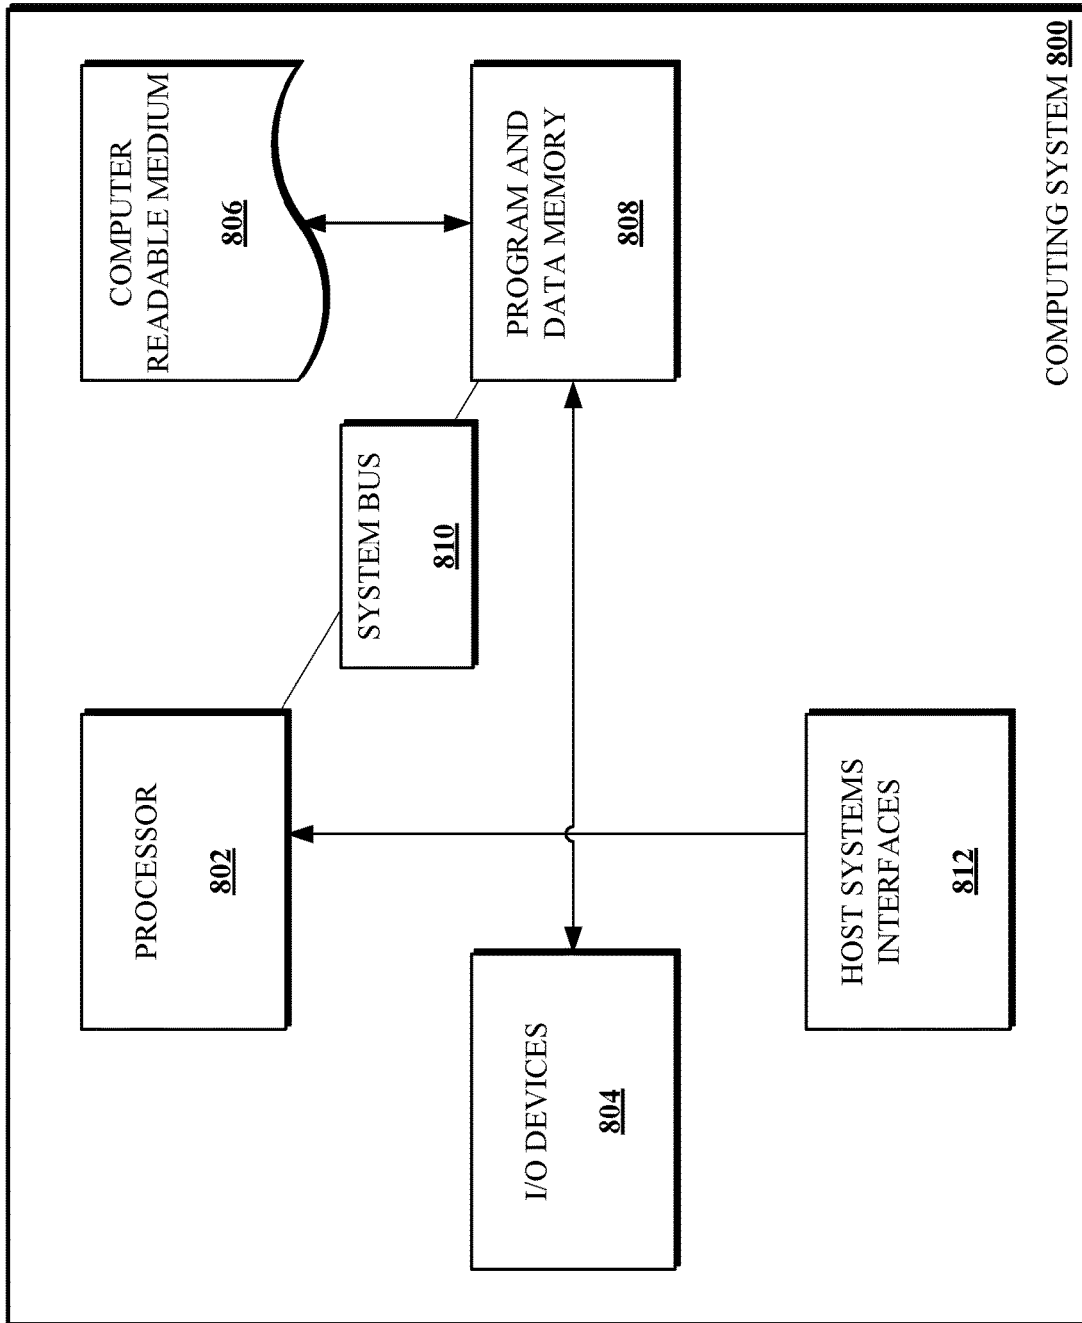 COMPUTING SYSTEM 800
PROCESSOR
802
COMPUTER
READABLE MEDIUM
806
SYSTEM BUS
810
I/O DEVICES
804
PROGRAM AND
DATA MEMORY
808
HOST SYSTEMS
INTERFACES
812